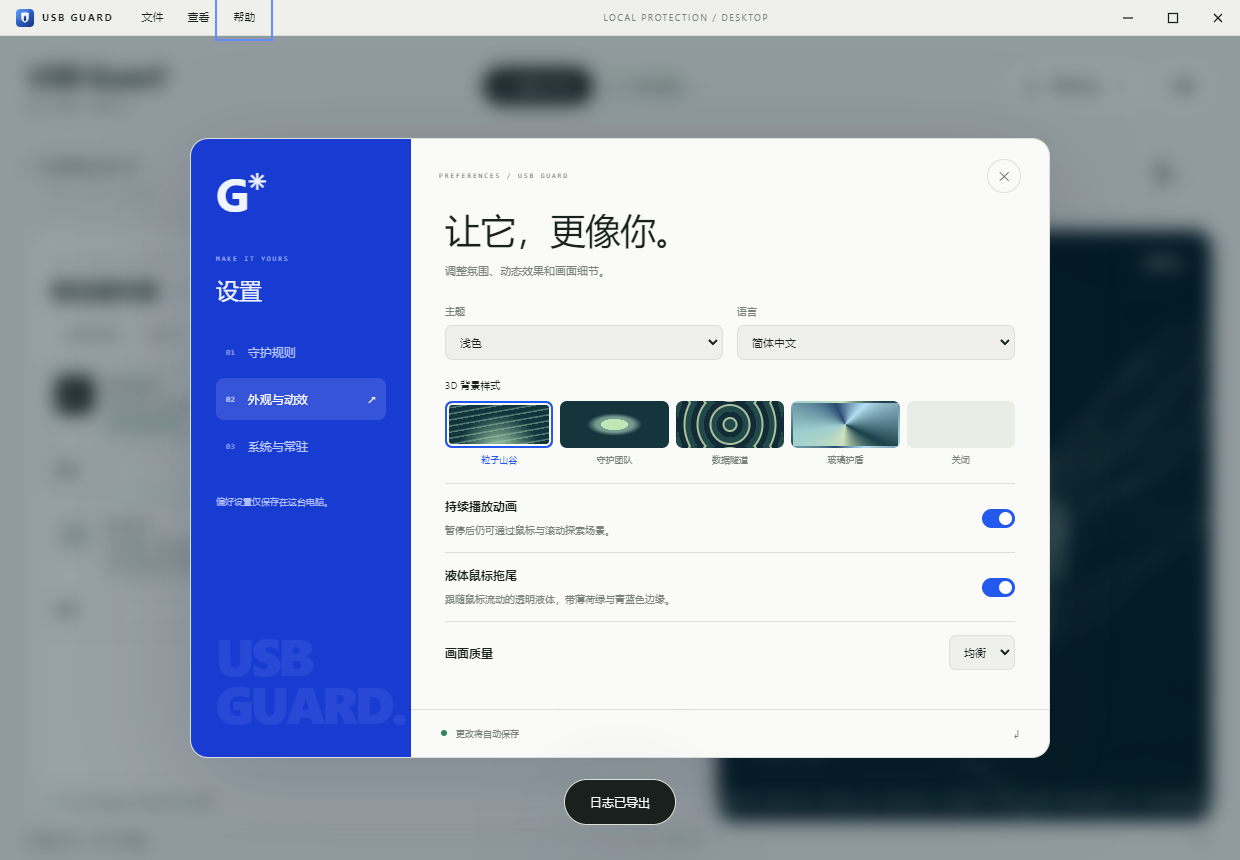 USB GUARD 文件 查看 帮助 LOCAL PROTECTION / DESKTOP
G*
MAKE IT YOURS
设置
01 守护规则
02 外观与动效 ↗
03 系统与常驻
偏好设置仅保存在这台电脑。
USB
GUARD.
PREFERENCES / USB GUARD
让它，更像你。
调整氛围、动态效果和画面细节。
主题 语言
浅色 简体中文
3D 背景样式
粒子山谷 守护团队 数据隧道 玻璃护盾 关闭
持续播放动画
暂停后仍可通过鼠标与滚动探索场景。
液体鼠标拖尾
跟随鼠标流动的透明液体，带薄荷绿与青蓝色边缘。
画面质量 均衡
更改将自动保存
日志已导出